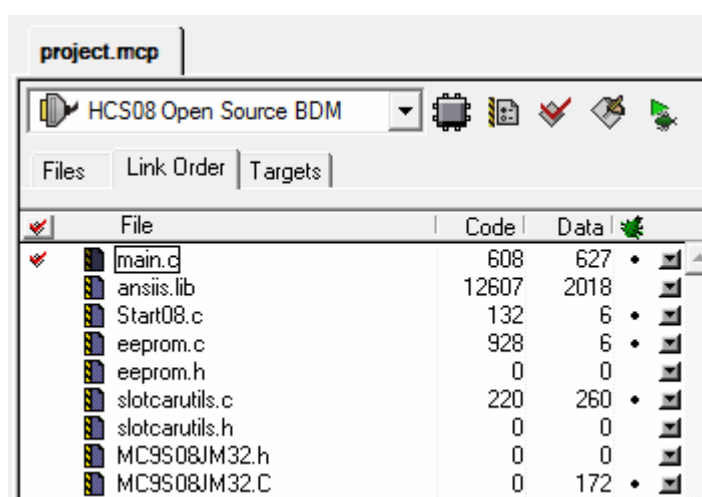 project.mcp
HCS08 Open Source BDM
Files Link Order Targets
File Code Data
main.c 608 627
ansiis.lib 12607 2018
Start08.c 132 6
eeprom.c 928 6
eeprom.h 0 0
slotcarutils.c 220 260
slotcarutils.h 0 0
MC9S08JM32.h 0 0
MC9S08JM32.C 0 172